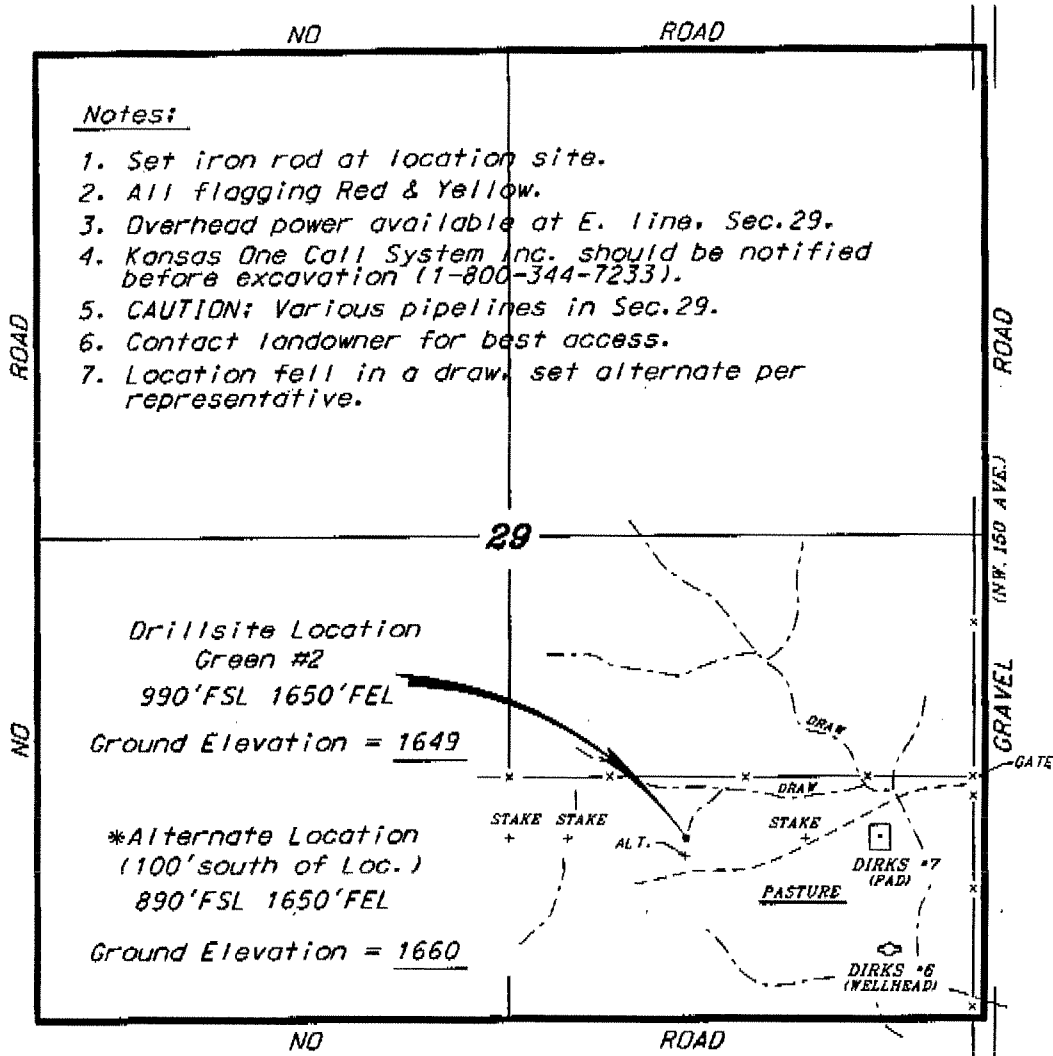 NO ROAD
Notes:
1. Set iron rod at location site.
2. All flagging Red & Yellow.
3. Overhead power available at E. line, Sec.29.
4. Kansas One Call System Inc. should be notified
before excavation (1-800-344-7233).
5. CAUTION: Various pipelines in Sec.29.
6. Contact landowner for best access.
7. Location fell in a draw, set alternate per
representative.
ROAD
NO
ROAD
(NW. 150 AVE.)
GRAVEL
29
Drillsite Location
Green #2
990'FSL 1650'FEL
Ground Elevation = 1649
DRAW
GATE
DRAW
STAKE STAKE
STAKE
ALT.
*Alternate Location
(100'south of Loc.)
890'FSL 1650'FEL
Ground Elevation = 1660
DIRKS #7
(PAD)
PASTURE
DIRKS #6
(WELLHEAD)
NO ROAD